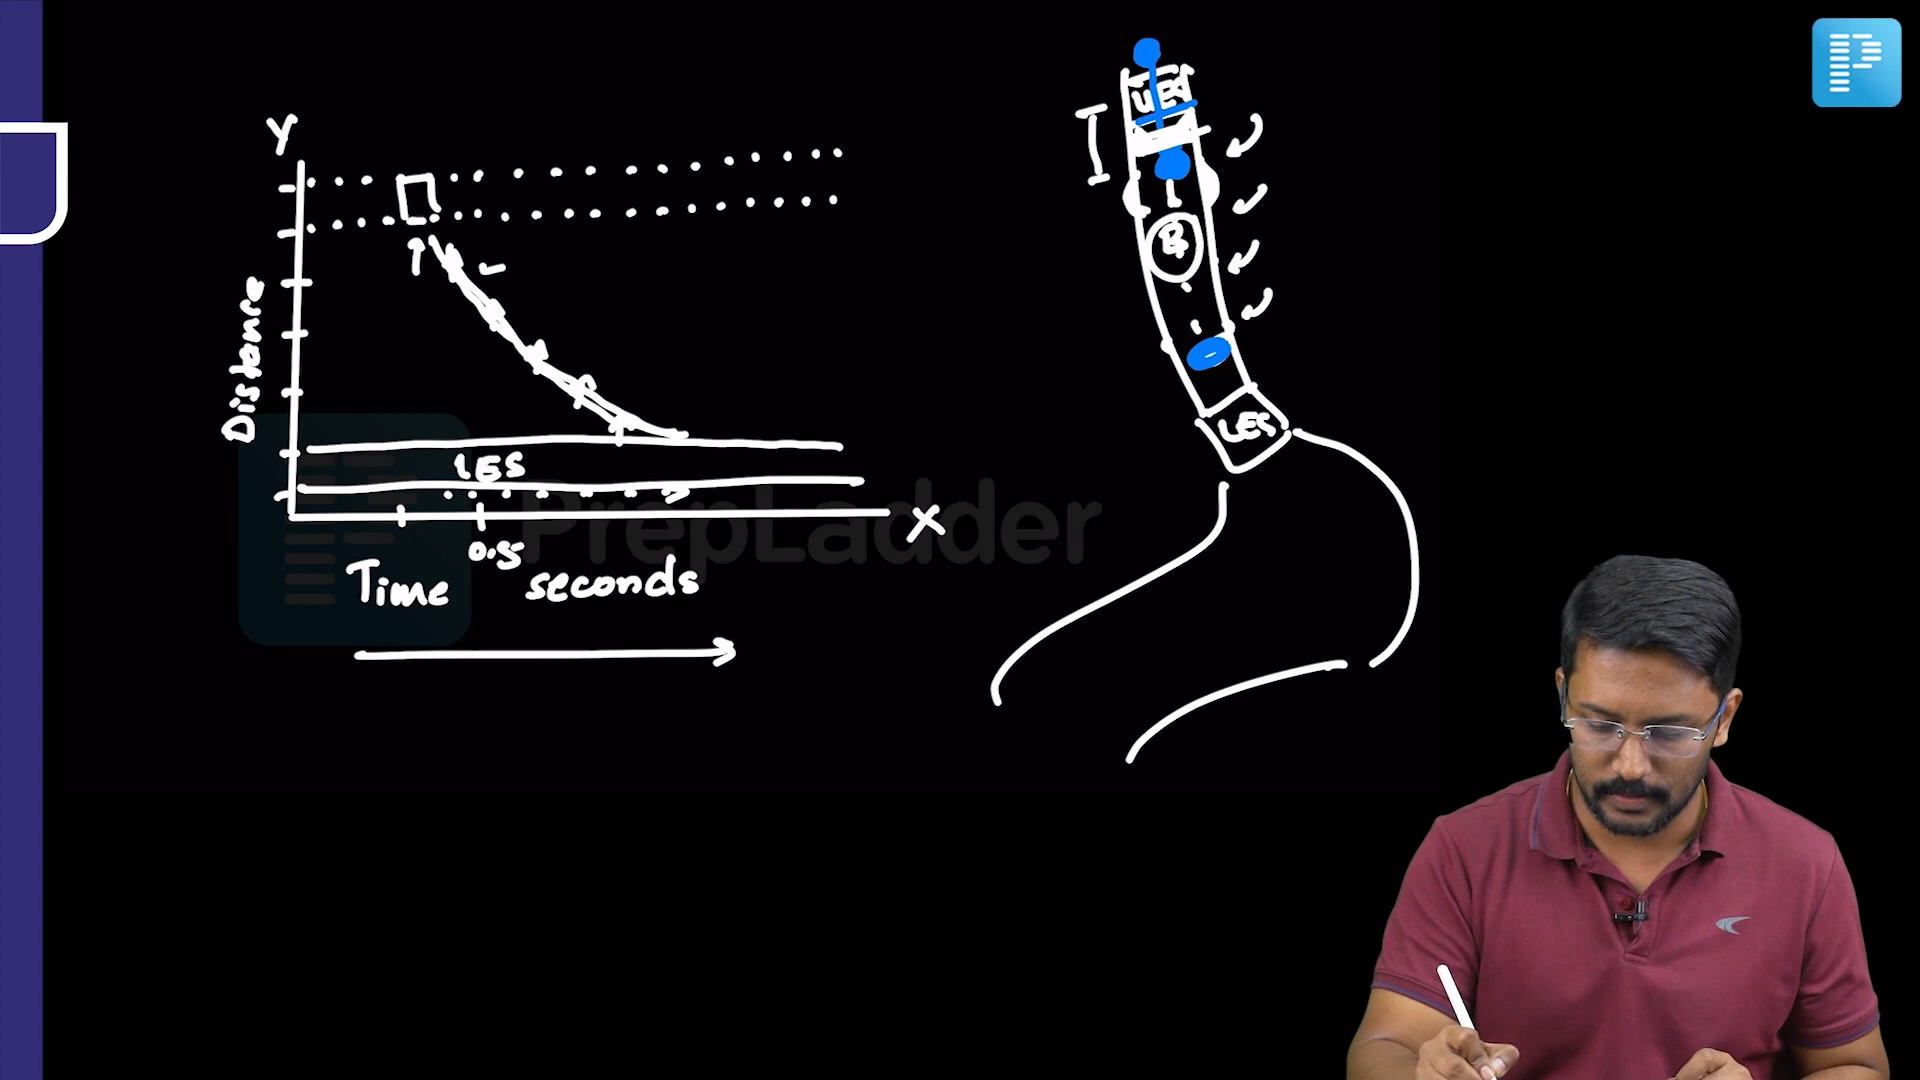 Y
Distance
LES
X
0.5
Time seconds
UES
B
LES
PrepLadder